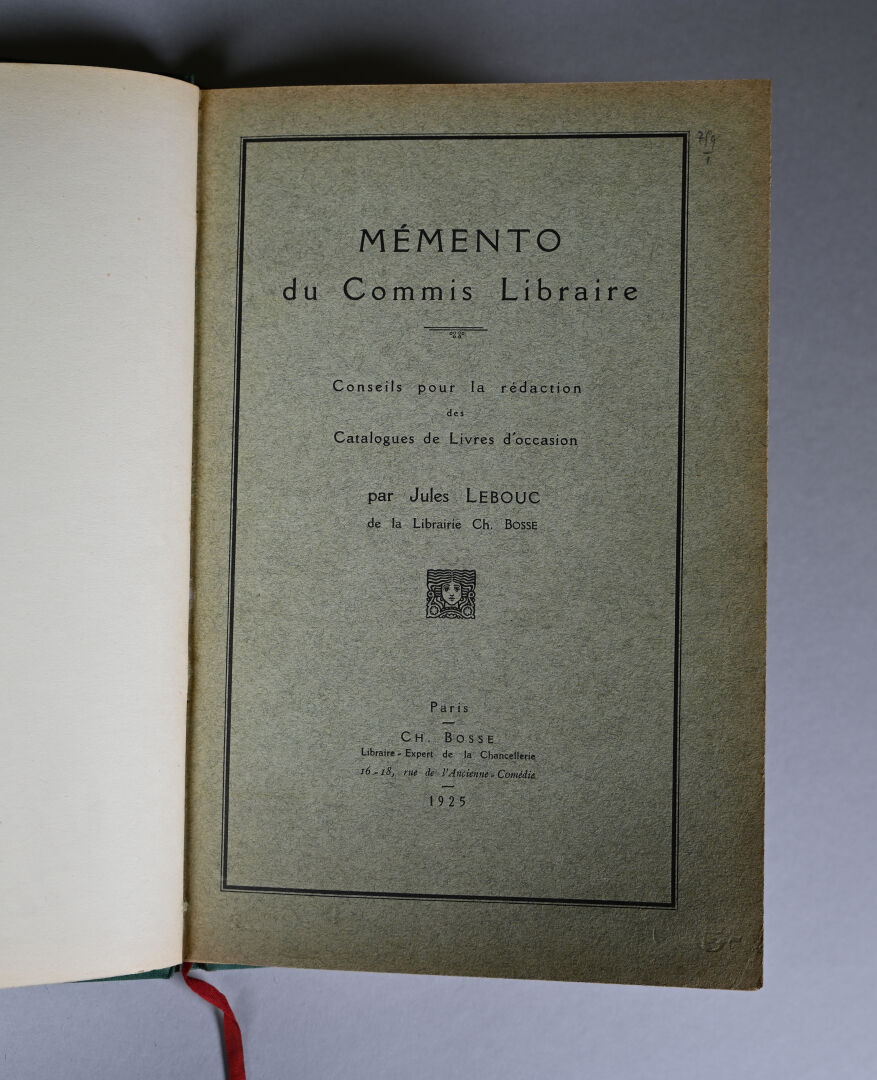 MÉMENTO
du Commis Libraire
Conseils pour la rédaction
des
Catalogues de Livres d'occasion
par Jules LEBOUC
de la Librairie Ch. BOSSE
Paris
CH. BOSSE
Libraire-Expert de la Chancellerie
16-18, rue de l'Ancienne-Comédie
1925